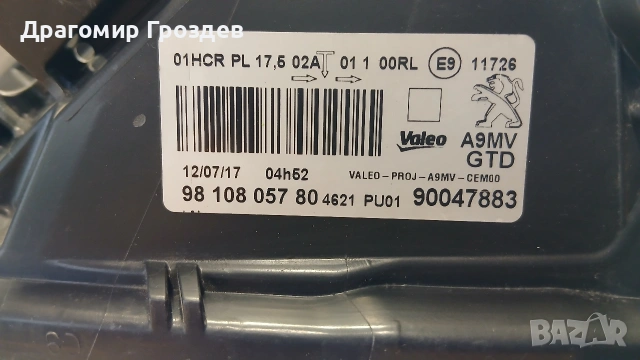 Драгомир Гроздев
01HCR PL 17,5 02A 01 1 00RL E9 11726
Valeo A9MV
GTD
12/07/17 04h52 VALEO-PROJ-A9MV-CEM00
98 108 057 80 4621 PU01 90047883
BAZAR